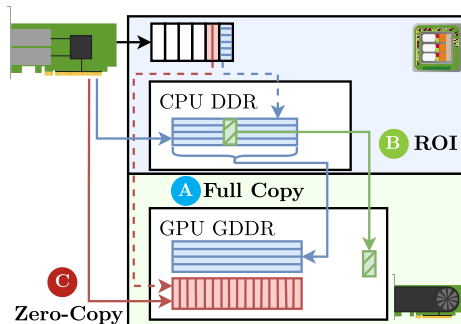 CPU DDR
B ROI
A Full Copy
GPU GDDR
C
Zero-Copy